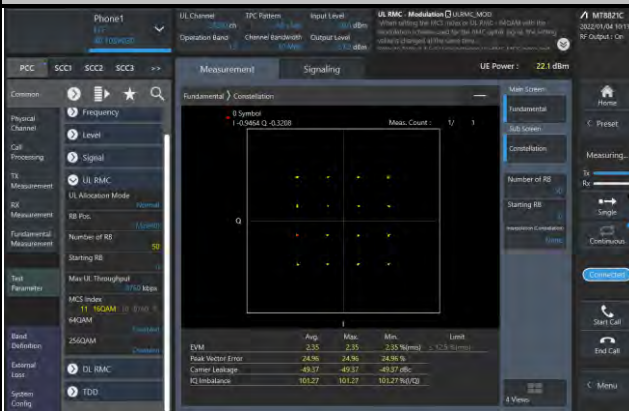 Phone1
UL Channel
TPC Pattern
Input Level
UL RMC - Modulation
ULRMC_MOD
MT8821C
Operation Band
Channel Bandwidth
Output Level
RF Output : On
PCC
SCC1
SCC2
SCC3
>>
Measurement
Signaling
UE Power :
22.1 dBm
Common
Physical Channel
Call Processing
TX Measurement
RX Measurement
Fundamental Measurement
Test Parameter
Band Definition
External Loss
System Config
Frequency
Level
Signal
UL RMC
UL Allocation Mode
Normal
RB Pos.
Number of RB
50
Starting RB
Max UL Throughput
kbps
MCS Index
64QAM
256QAM
DL RMC
TDD
Fundamental
Constellation
0 Symbol
I -0.9464 Q -0.3208
Meas. Count :
1/
1
Q
I
Avg.
Max.
Min.
Limit
EVM
2.35
2.35
2.35 %(rms)
Peak Vector Error
24.96
24.96
24.96 %
Carrier Leakage
-49.37
-49.37
-49.37 dBc
IQ Imbalance
101.27
101.27
101.27 %(I/Q)
Main Screen
Fundamental
Sub Screen
Constellation
Number of RB
Starting RB
4 Views
Home
Preset
Measuring...
Tx
Rx
Single
Continuous
Connected
Start Call
End Call
Menu